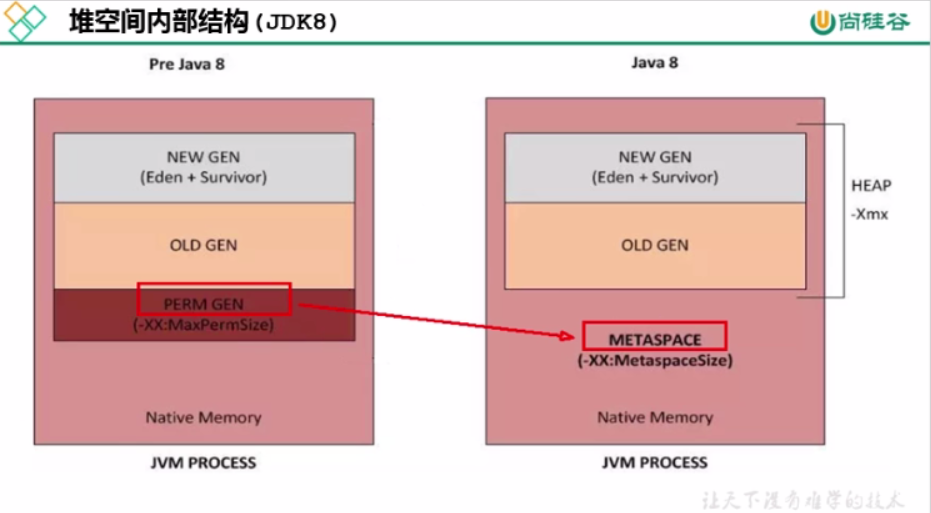 堆空间内部结构(JDK8)
尚硅谷
Pre Java 8
NEW GEN
(Eden + Survivor)
OLD GEN
PERM GEN
(-XX:MaxPermSize)
Native Memory
JVM PROCESS
Java 8
NEW GEN
(Eden + Survivor)
OLD GEN
HEAP
-Xmx
METASPACE
(-XX:MetaspaceSize)
Native Memory
JVM PROCESS
让天下没有难学的技术